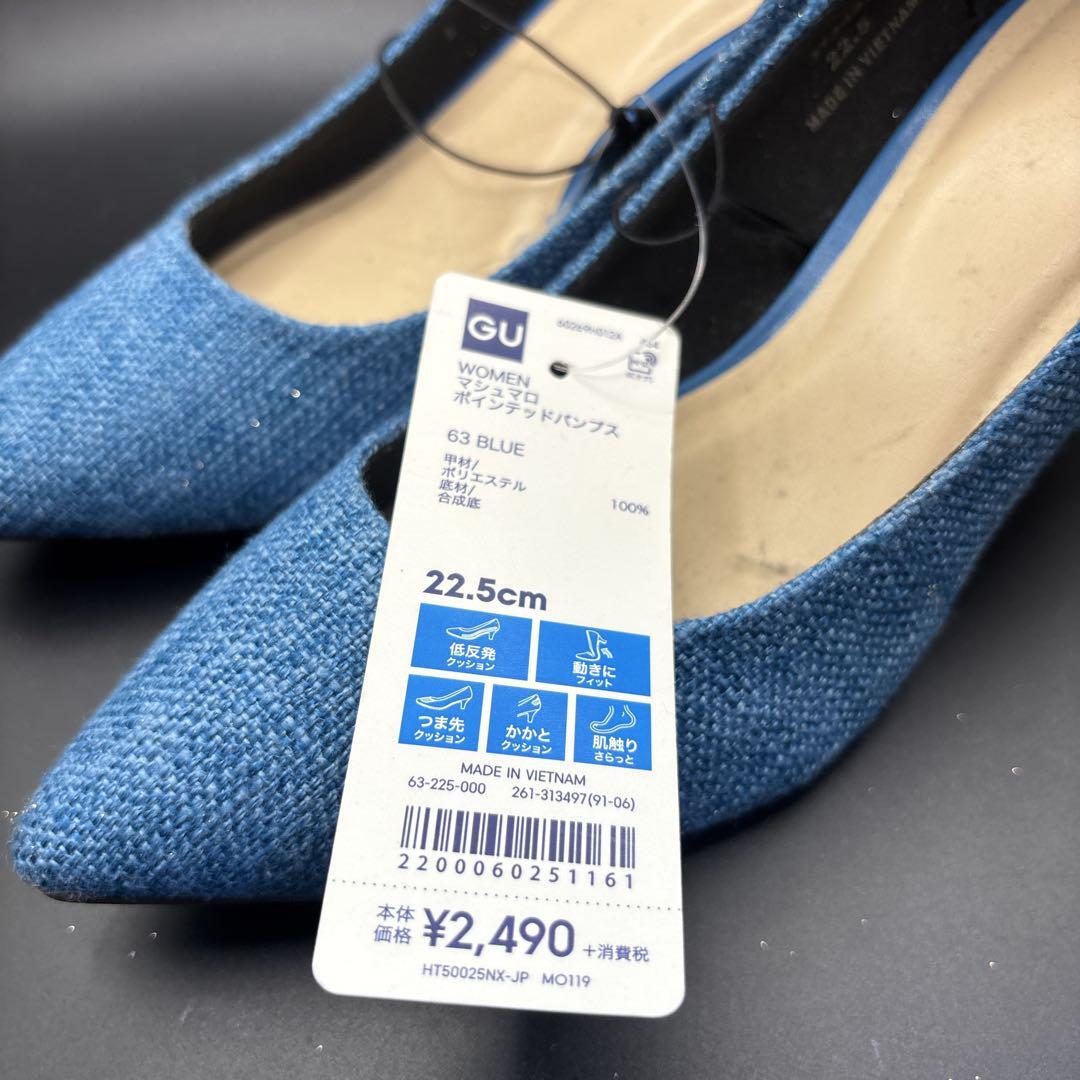 22.5
MADE IN VIETNAM
GU
WOMEN
マシュマロ
ポインテッドパンプス
63 BLUE
甲材/
ポリエステル
底材/
合成底
100%
22.5cm
低反発
クッション
動きに
フィット
つま先
クッション
かかと
クッション
肌触り
さらっと
MADE IN VIETNAM
63-225-000 261-313497(91-06)
2200060251161
本体
価格 ¥2,490 +消費税
HT50025NX-JP MO119